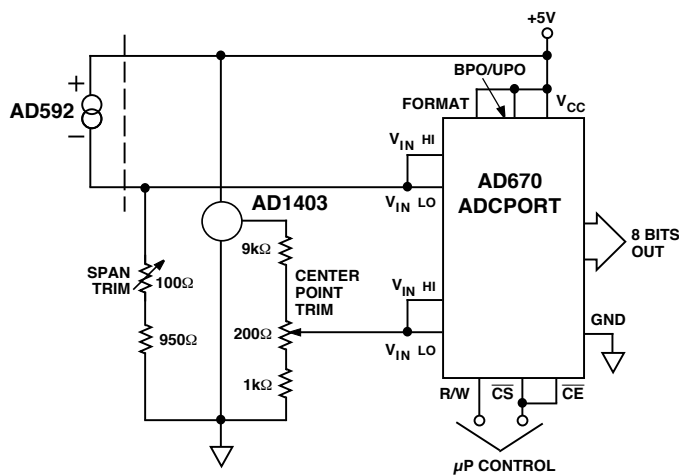 +5V
BPO/UPO
FORMAT
VCC
+
AD592
–
VIN HI
VIN LO
AD670
ADCPORT
AD1403
8 BITS
OUT
9kΩ
SPAN
TRIM
100Ω
CENTER
POINT
TRIM
VIN HI
950Ω
200Ω
VIN LO
GND
1kΩ
R/W
CS
CE
µP CONTROL